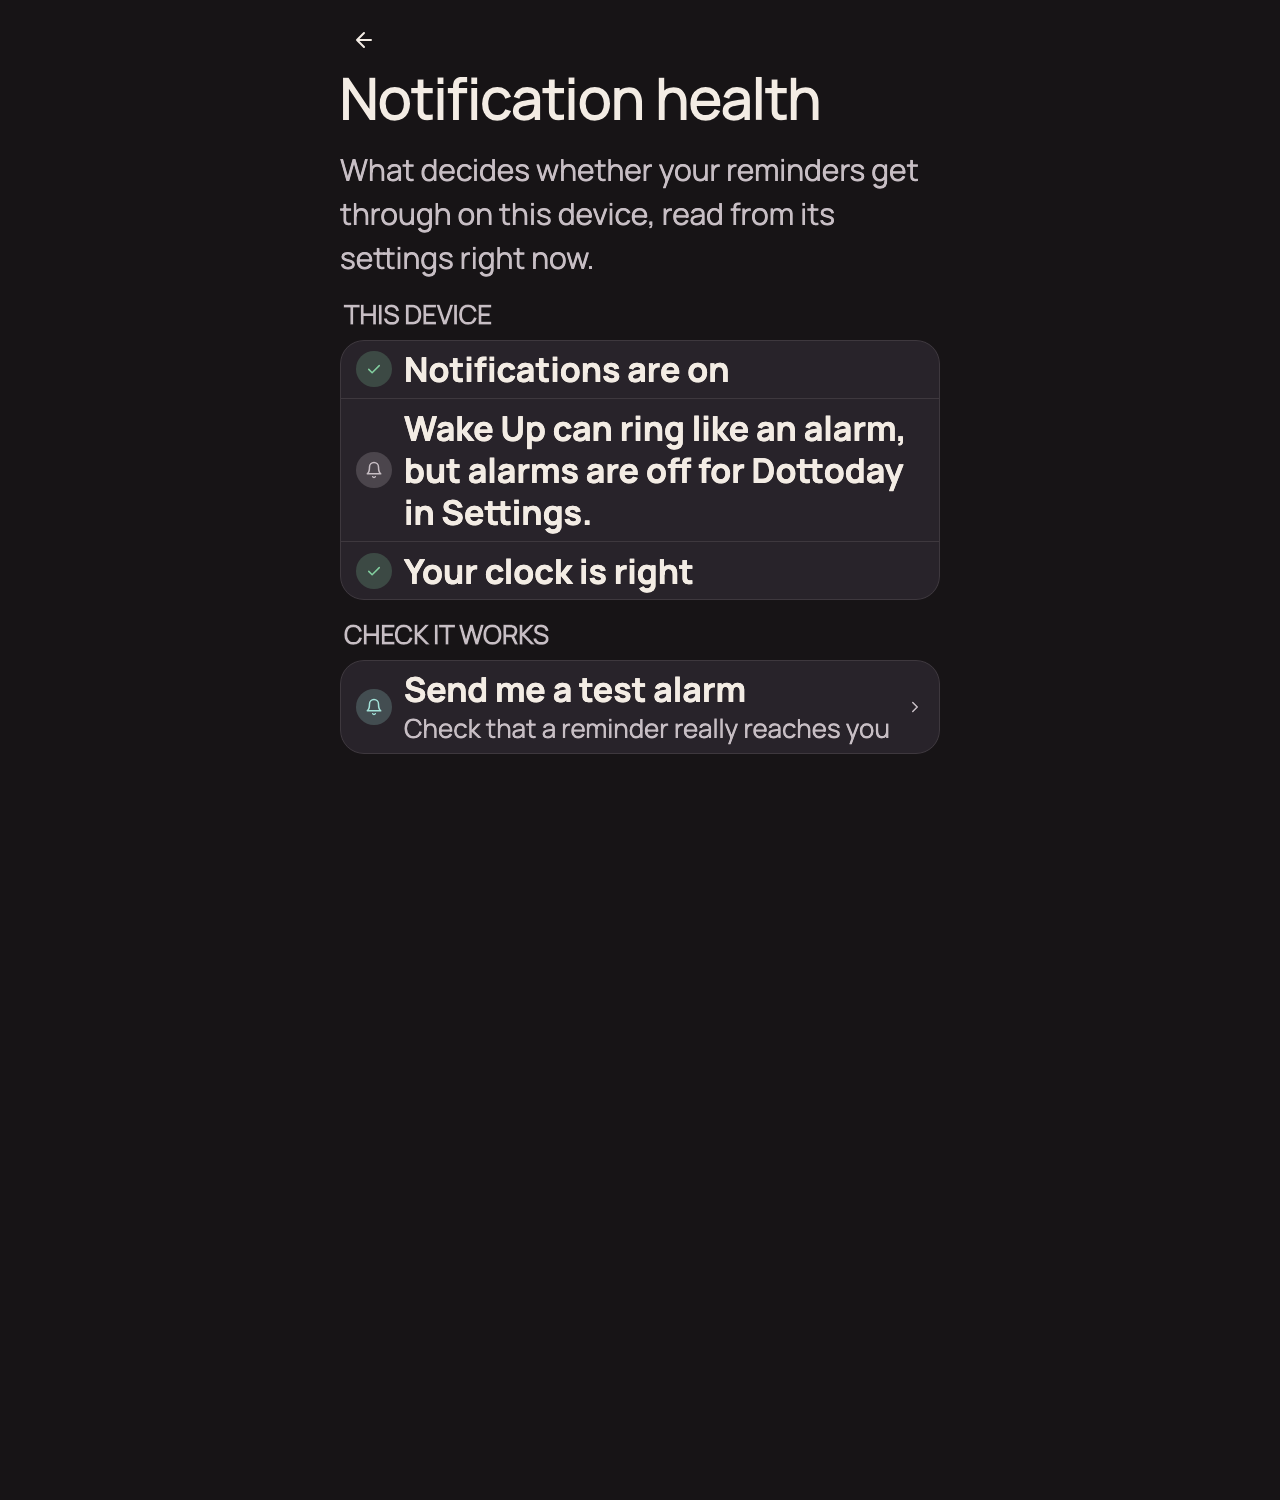 Notification health
What decides whether your reminders get
through on this device, read from its
settings right now.
THIS DEVICE
Notifications are on
Wake Up can ring like an alarm,
but alarms are off for Dottoday
in Settings.
Your clock is right
CHECK IT WORKS
Send me a test alarm
Check that a reminder really reaches you